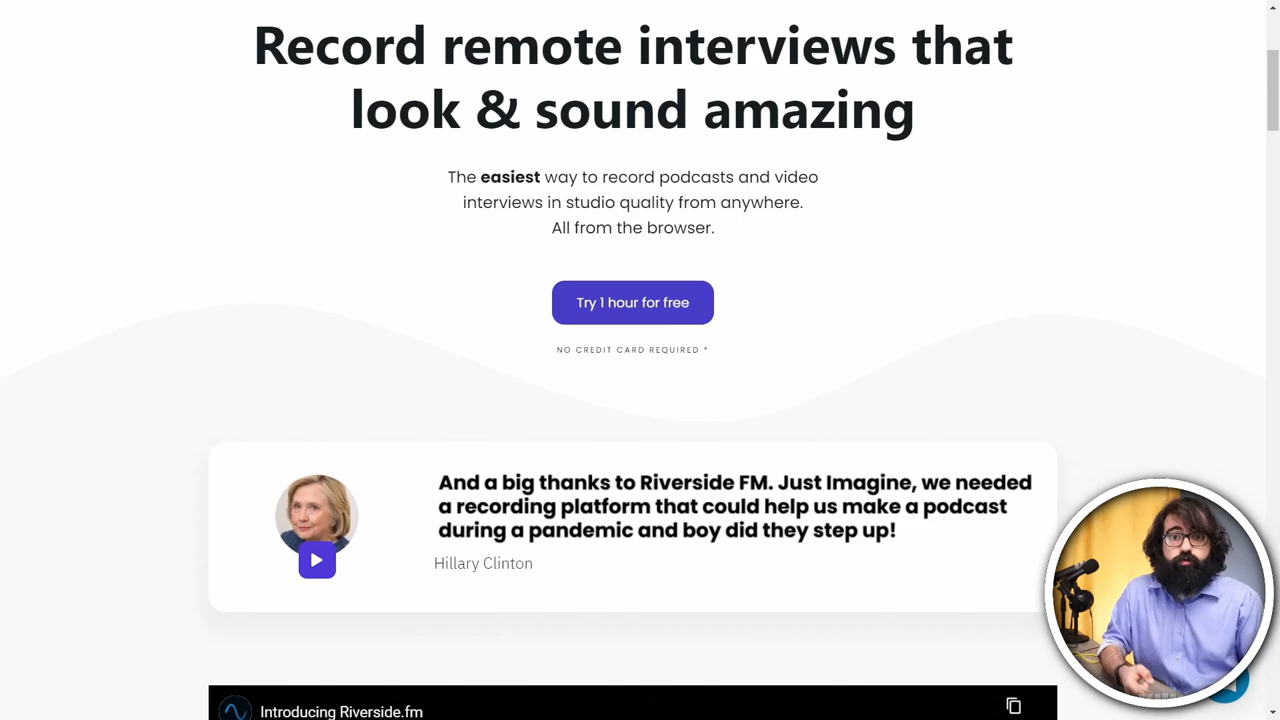 Record remote interviews that
look & sound amazing
The easiest way to record podcasts and video
interviews in studio quality from anywhere.
All from the browser.
Try 1 hour for free
NO CREDIT CARD REQUIRED *
And a big thanks to Riverside FM. Just Imagine, we needed
a recording platform that could help us make a podcast
during a pandemic and boy did they step up!
Hillary Clinton
Introducing Riverside.fm